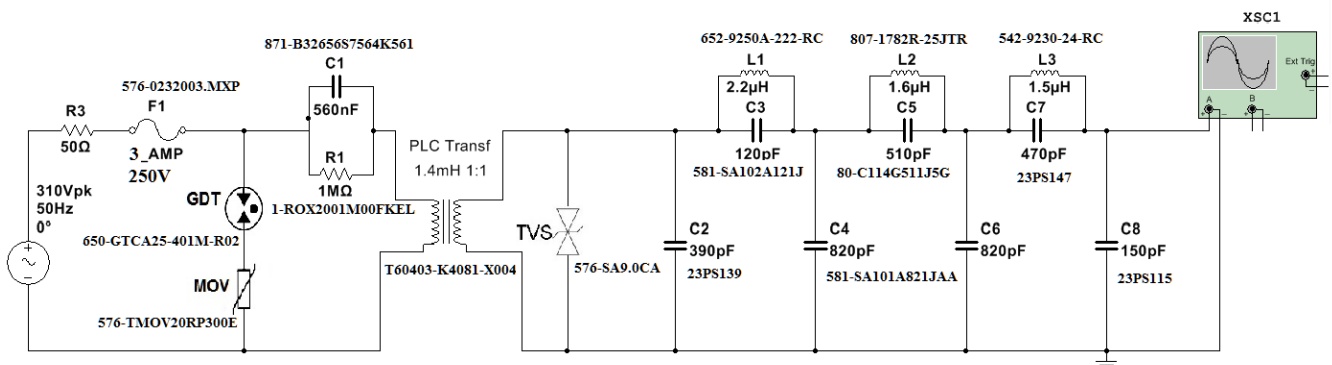 XSC1
871-B32656S7564K561
652-9250A-222-RC
807-1782R-25JTR
542-9230-24-RC
C1
L1
L2
L3
Ext Trig
576-0232003.MXP
2.2µH
1.6µH
1.5µH
R3
F1
560nF
C3
C5
C7
A
B
50Ω
3_AMP
250V
R1
PLC Transf
1.4mH 1:1
120pF
510pF
470pF
581-SA102A121J
80-C114G511J5G
23PS147
310Vpk
50Hz
0°
GDT
1MΩ
1-ROX2001M00FKEL
650-GTCA25-401M-R02
TVS
C2
390pF
C4
820pF
C6
820pF
C8
150pF
T60403-K4081-X004
576-SA9.0CA
23PS139
581-SA101A821JAA
23PS115
MOV
576-TMOV20RP300E